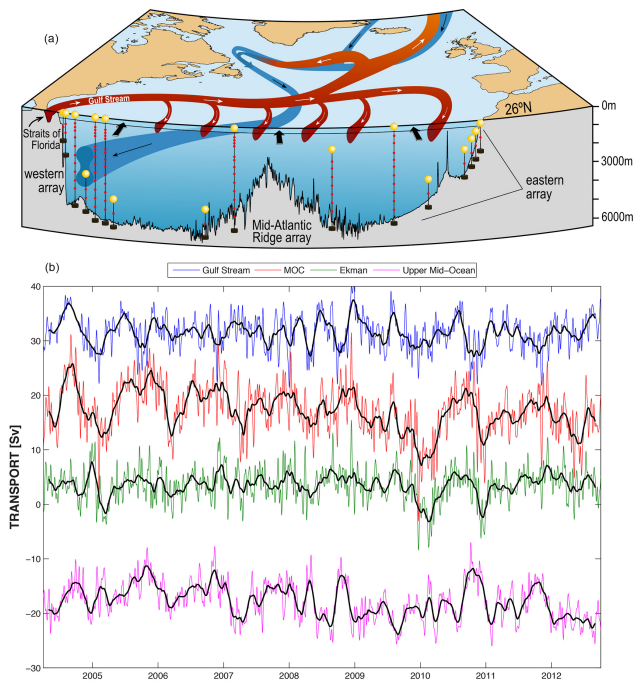 (a)
Gulf Stream
26°N
0m
Straits of
Florida
western
array
3000m
eastern
array
6000m
Mid-Atlantic
Ridge array
(b)
Gulf Stream MOC Ekman Upper Mid-Ocean
40
30
20
10
0
-10
-20
-30
TRANSPORT [Sv]
2005 2006 2007 2008 2009 2010 2011 2012